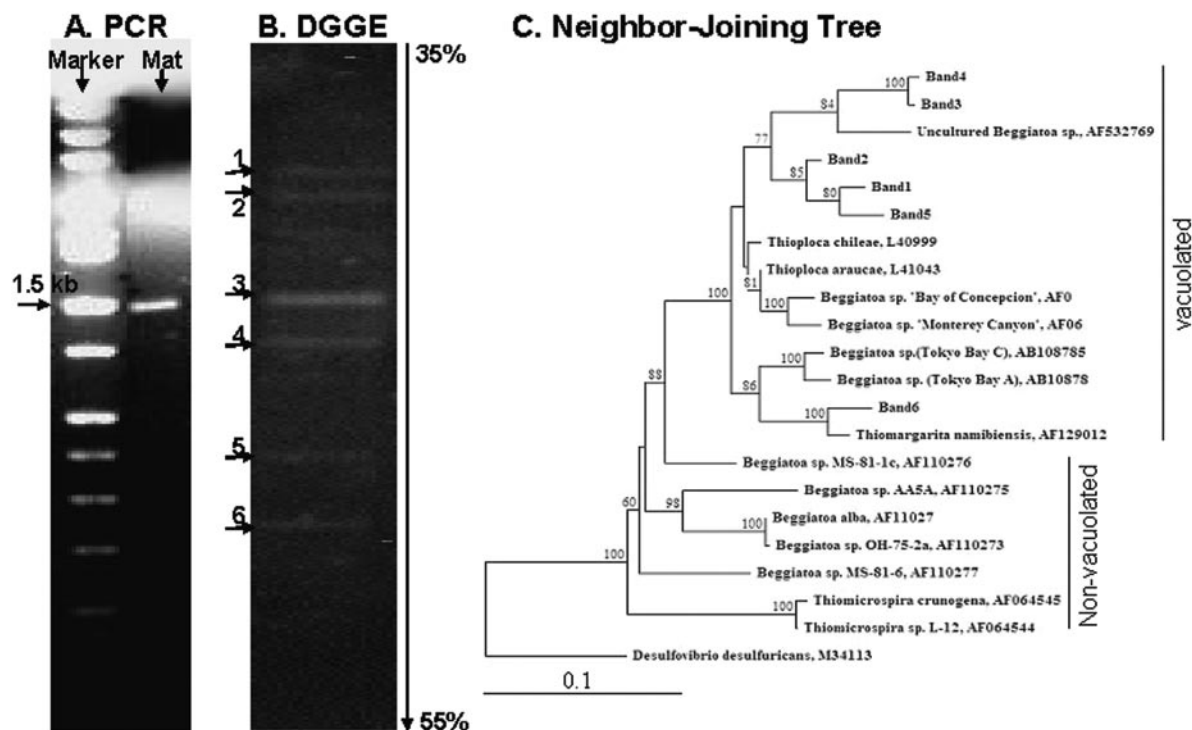 A. PCR
Marker Mat
1.5 kb
B. DGGE
35%
1
2
3
4
5
6
55%
C. Neighbor-Joining Tree
100
Band4
Band3
84
Uncultured Beggiatoa sp., AF532769
77
Band2
85
80
Band1
Band5
Thioploca chileae, L40999
Thioploca araucae, L41043
81
100
Beggiatoa sp. "Bay of Concepcion", AF0
Beggiatoa sp. "Monterey Canyon", AF06
100
100
Beggiatoa sp.(Tokyo Bay C), AB108785
Beggiatoa sp. (Tokyo Bay A), AB10878
86
100
Band6
Thiomargarita namibiensis, AF129012
88
Beggiatoa sp. MS-81-1c, AF110276
Beggiatoa sp. AA5A, AF110275
60
98
100
Beggiatoa alba, AF11027
Beggiatoa sp. OH-75-2a, AF110273
100
Beggiatoa sp. MS-81-6, AF110277
100
Thiomicrospira crunogena, AF064545
Thiomicrospira sp. L-12, AF064544
Desulfovibrio desulfuricans, M34113
0.1
vacuolated
Non-vacuolated